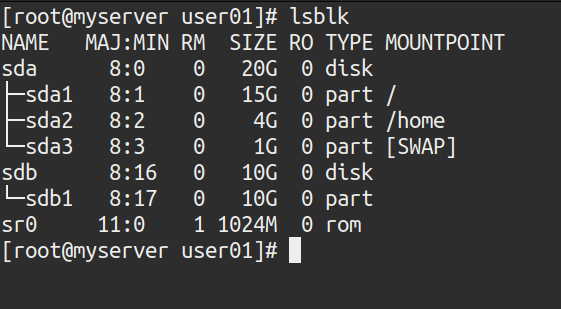 [root@myserver user01]# lsblk
NAME   MAJ:MIN RM  SIZE RO TYPE MOUNTPOINT
sda      8:0    0   20G  0 disk
├─sda1   8:1    0   15G  0 part /
├─sda2   8:2    0    4G  0 part /home
└─sda3   8:3    0    1G  0 part [SWAP]
sdb      8:16   0   10G  0 disk
└─sdb1   8:17   0   10G  0 part
sr0     11:0    1 1024M  0 rom
[root@myserver user01]#